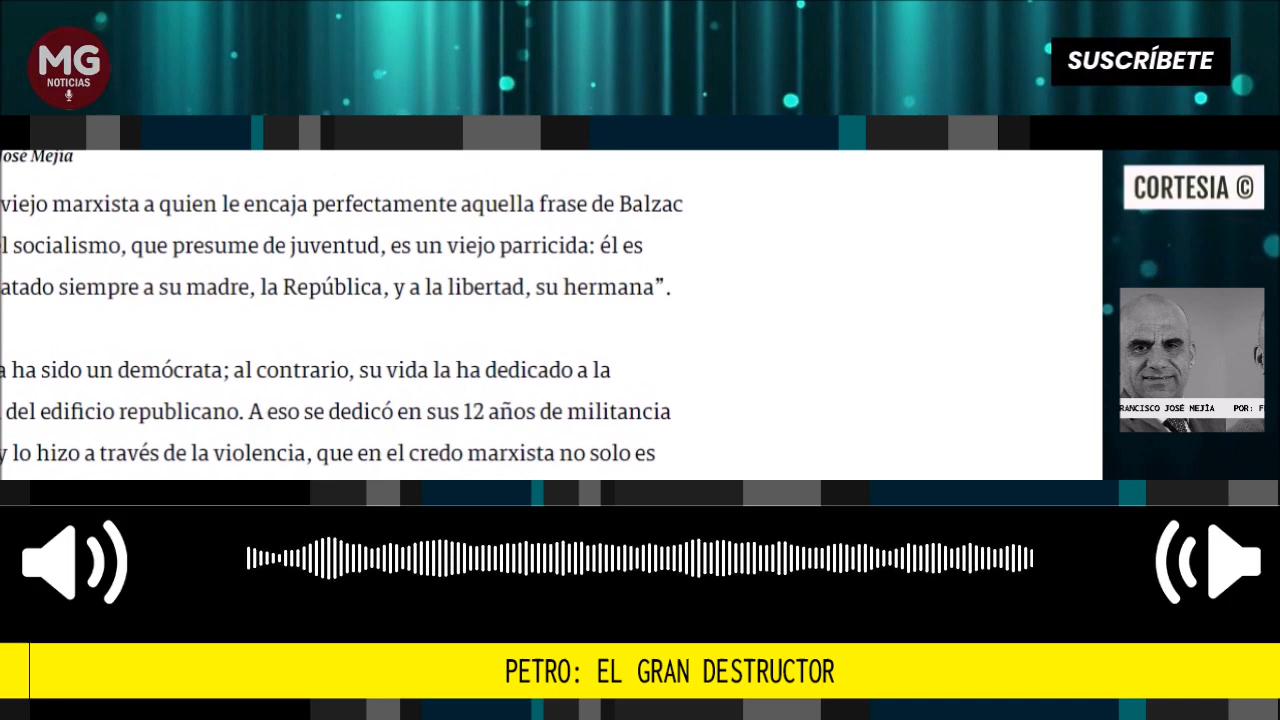 MG
NOTICIAS
SUSCRÍBETE
José Mejía
viejo marxista a quien le encaja perfectamente aquella frase de Balzac
l socialismo, que presume de juventud, es un viejo parricida: él es
atado siempre a su madre, la República, y a la libertad, su hermana”.
a ha sido un demócrata; al contrario, su vida la ha dedicado a la
del edificio republicano. A eso se dedicó en sus 12 años de militancia
y lo hizo a través de la violencia, que en el credo marxista no solo es
CORTESIA ©
RANCISCO JOSÉ MEJÍA POR: F
PETRO: EL GRAN DESTRUCTOR